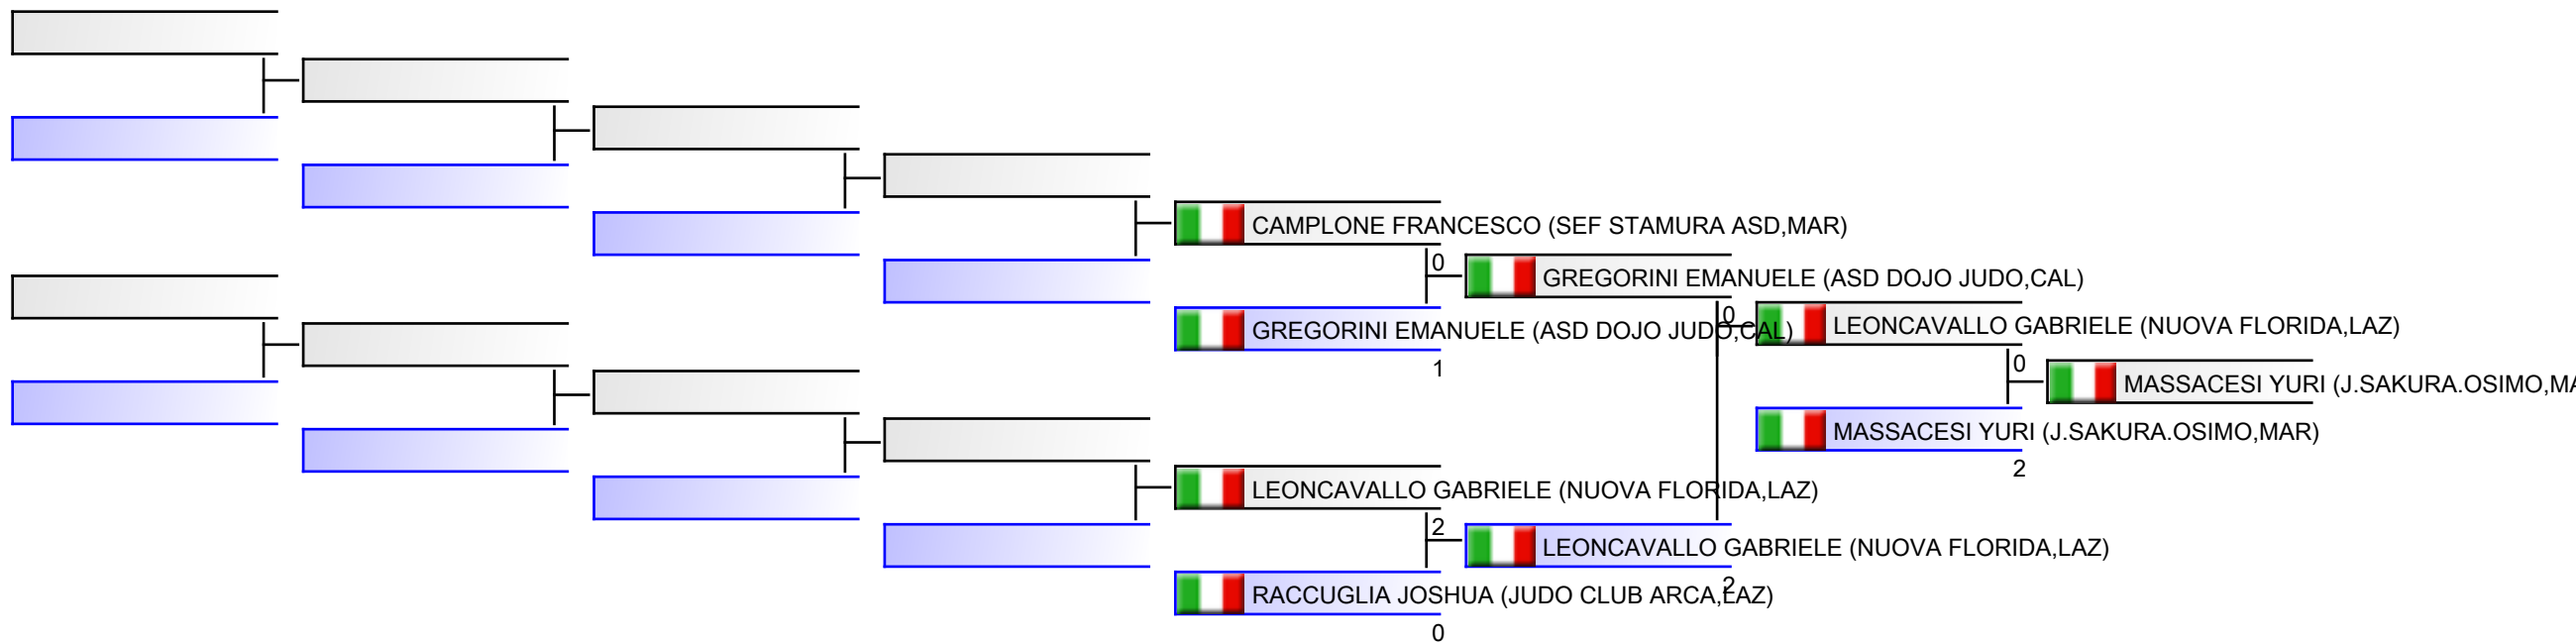 CAMPLONE FRANCESCO (SEF STAMURA ASD,MAR)
0
GREGORINI EMANUELE (ASD DOJO JUDO,CAL)
GREGORINI EMANUELE (ASD DOJO JUDO,CAL)
1
0
LEONCAVALLO GABRIELE (NUOVA FLORIDA,LAZ)
0
MASSACESI YURI (J.SAKURA.OSIMO,MA
MASSACESI YURI (J.SAKURA.OSIMO,MAR)
2
LEONCAVALLO GABRIELE (NUOVA FLORIDA,LAZ)
2
LEONCAVALLO GABRIELE (NUOVA FLORIDA,LAZ)
2
RACCUGLIA JOSHUA (JUDO CLUB ARCA,LAZ)
0